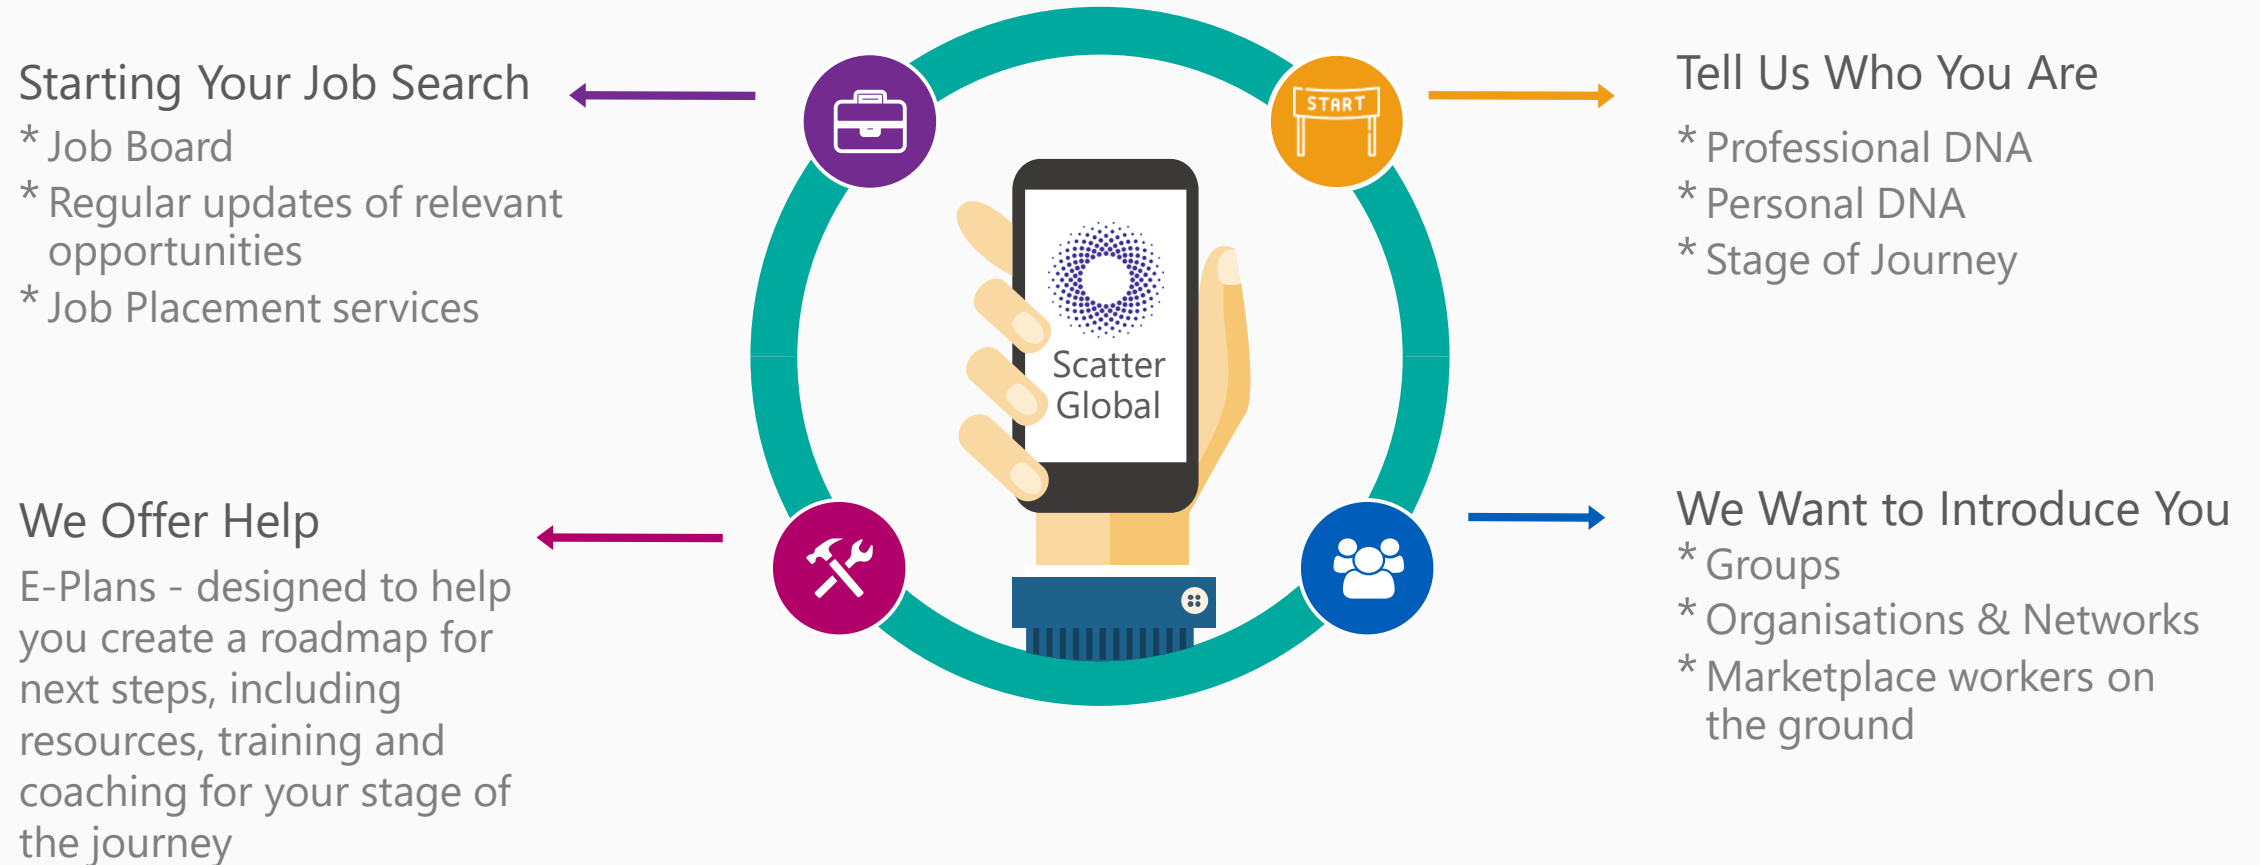 Starting Your Job Search
* Job Board
* Regular updates of relevant
opportunities
* Job Placement services
START
Tell Us Who You Are
* Professional DNA
* Personal DNA
* Stage of Journey
Scatter
Global
We Offer Help
E-Plans - designed to help
you create a roadmap for
next steps, including
resources, training and
coaching for your stage of
the journey
We Want to Introduce You
* Groups
* Organisations & Networks
* Marketplace workers on
the ground